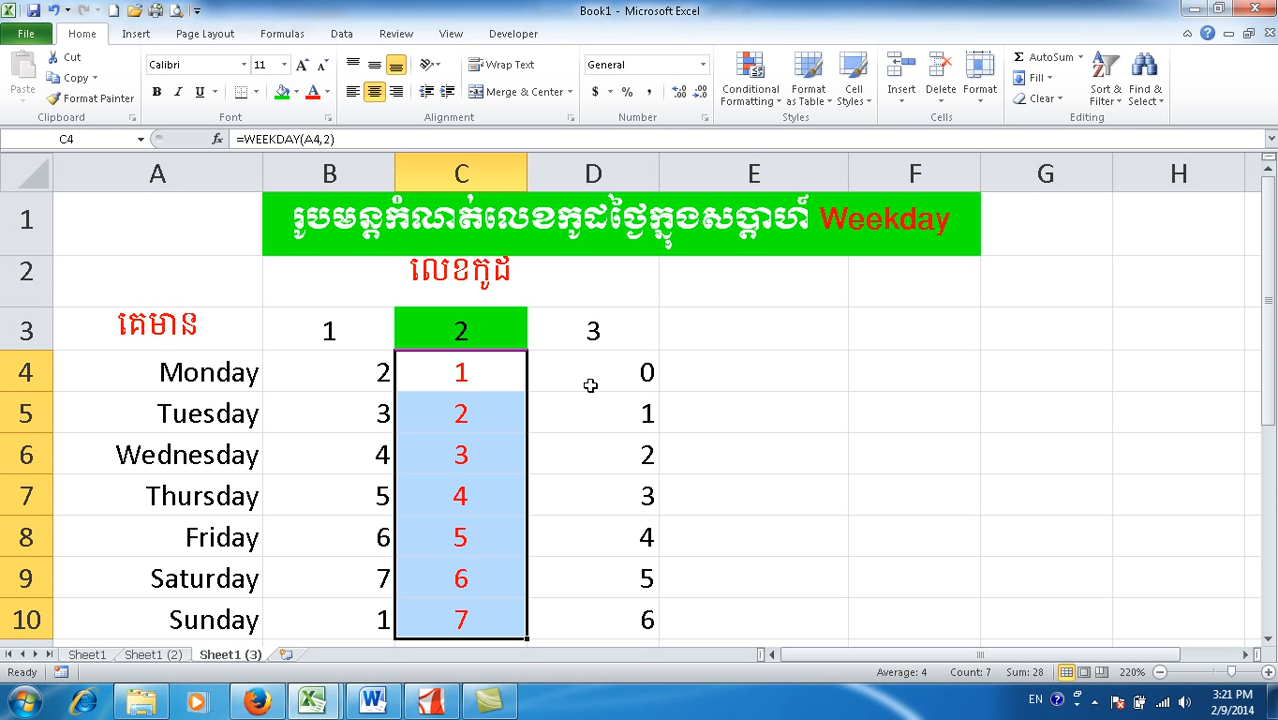 Book1 - Microsoft Excel
File Home Insert Page Layout Formulas Data Review View Developer
Cut
Copy
Format Painter
Paste
Clipboard
Calibri 11
B I U
Font
Wrap Text
Merge & Center
Alignment
General
$ % ,
Number
Conditional Formatting
Format as Table
Cell Styles
Styles
Insert Delete Format
Cells
AutoSum
Fill
Clear
Sort & Filter
Find & Select
Editing
C4 fx =WEEKDAY(A4,2)
A B C D E F G H
1 រូបមន្តកំណត់លេខកូដថ្ងៃក្នុងសប្តាហ៍ Weekday
2 លេខកូដ
3 គេមាន 1 2 3
4 Monday 2 1 0
5 Tuesday 3 2 1
6 Wednesday 4 3 2
7 Thursday 5 4 3
8 Friday 6 5 4
9 Saturday 7 6 5
10 Sunday 1 7 6
Sheet1 Sheet1 (2) Sheet1 (3)
Ready Average: 4 Count: 7 Sum: 28 220%
EN 3:21 PM
2/9/2014